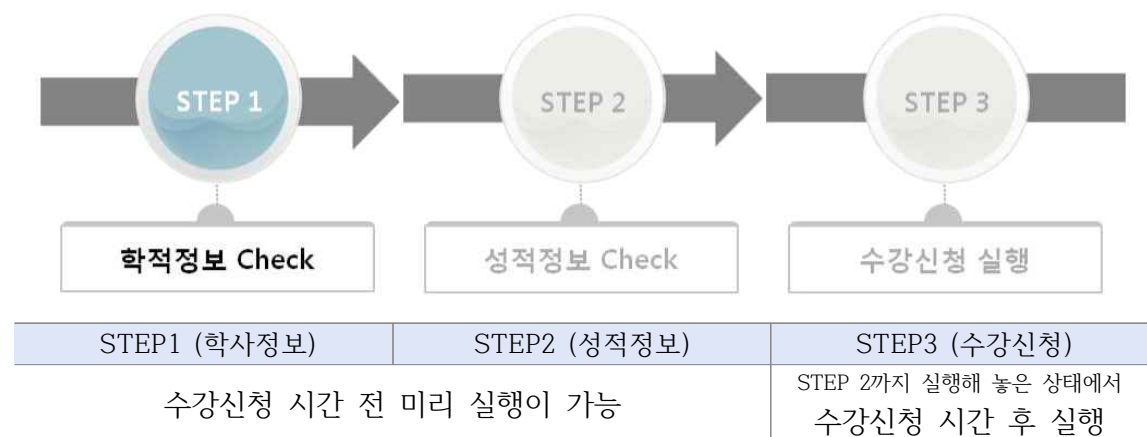 STEP 1 STEP 2 STEP 3
학적정보 Check 성적정보 Check 수강신청 실행
STEP1 (학사정보) STEP2 (성적정보) STEP3 (수강신청)
수강신청 시간 전 미리 실행이 가능
STEP 2까지 실행해 놓은 상태에서
수강신청 시간 후 실행